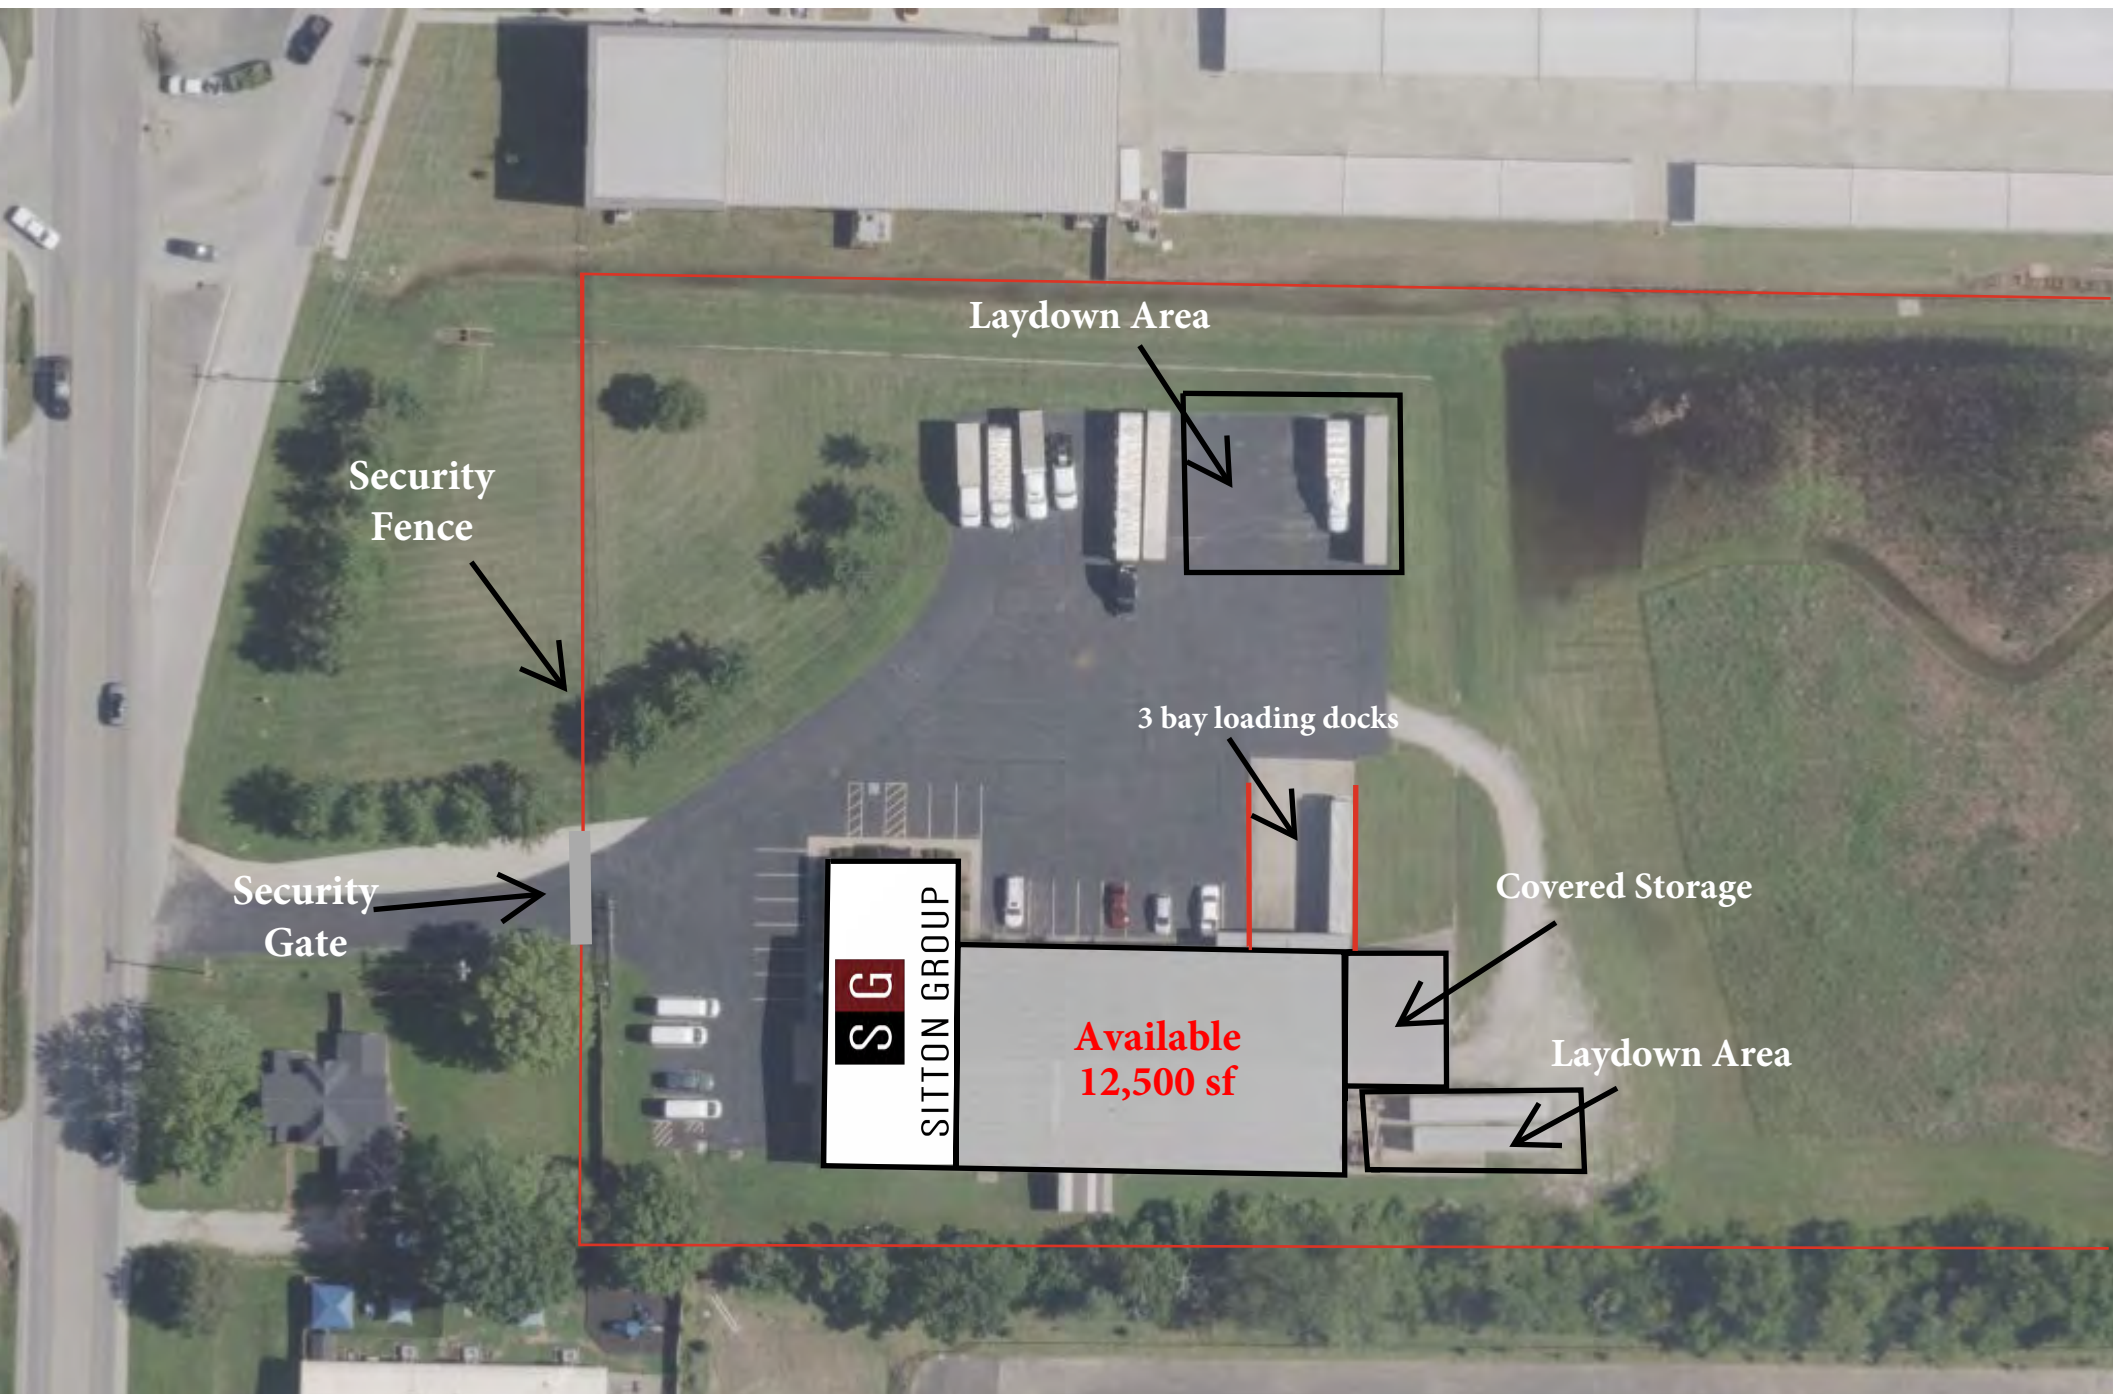 Laydown Area
Security
Fence
3 bay loading docks
Security
Gate
Covered Storage
SG
SITTON GROUP
Available
12,500 sf
Laydown Area